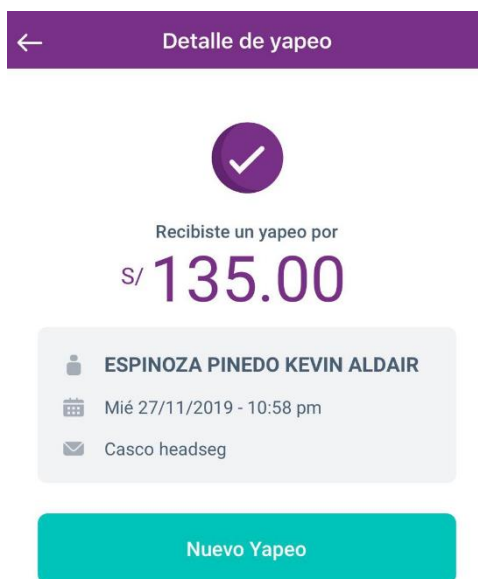 Detalle de yapeo
Recibiste un yapeo por
S/ 135.00
ESPINOZA PINEDO KEVIN ALDAIR
Mié 27/11/2019 - 10:58 pm
Casco headseg
Nuevo Yapeo